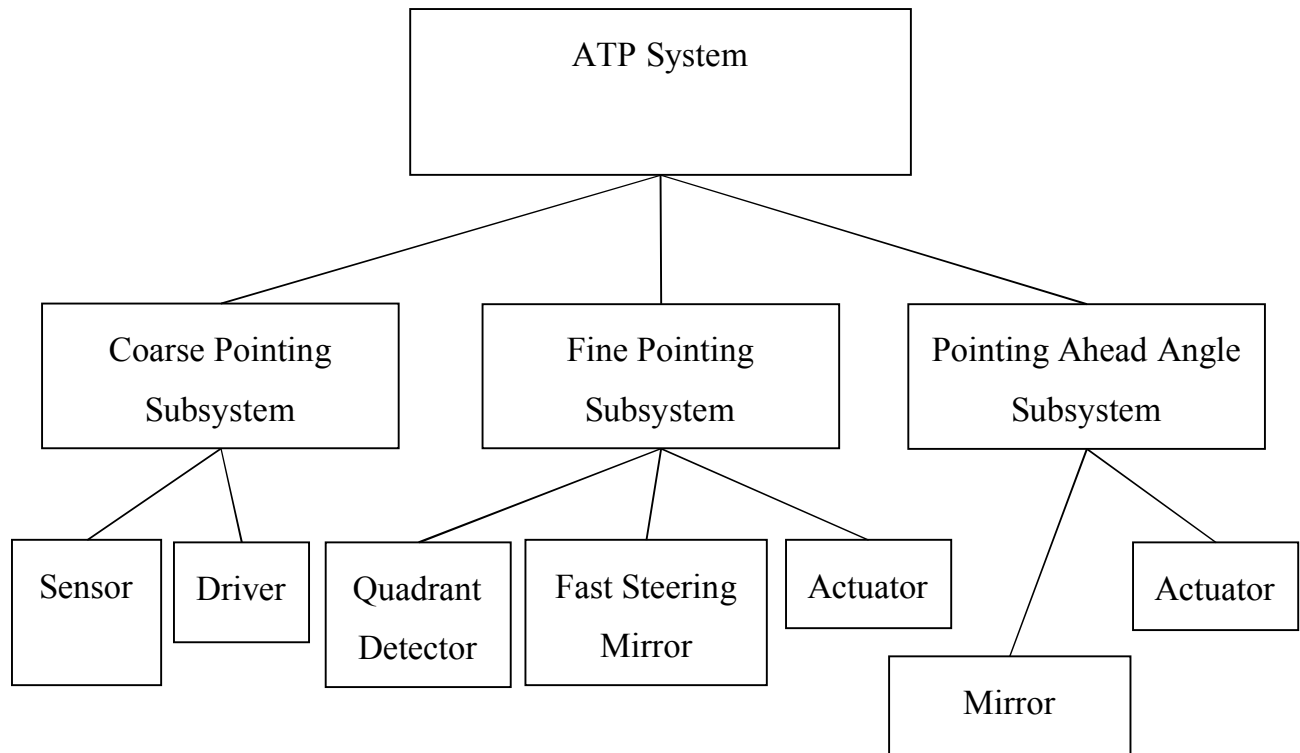 ATP System
Coarse Pointing
Subsystem
Fine Pointing
Subsystem
Pointing Ahead Angle
Subsystem
Sensor
Driver
Quadrant
Detector
Fast Steering
Mirror
Actuator
Mirror
Actuator